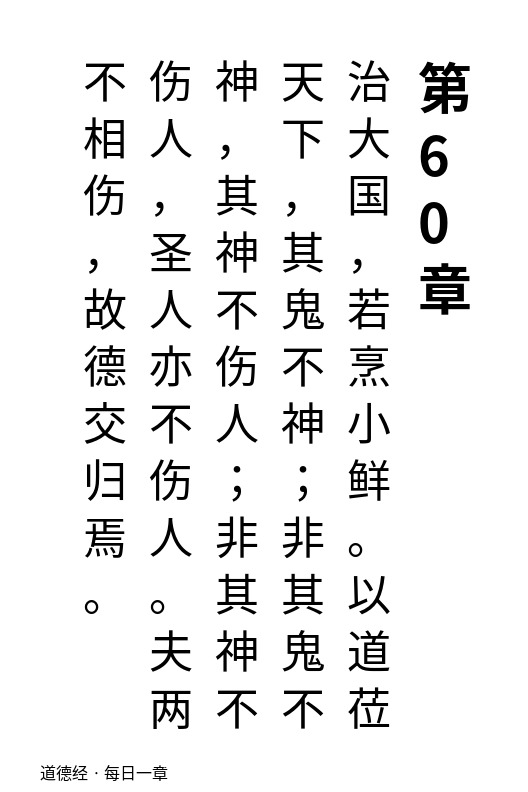 第60章
治大国，若烹小鲜。以道莅
天下，其鬼不神；非其鬼不
神，其神不伤人；非其神不
伤人，圣人亦不伤人。夫两
不相伤，故德交归焉。
道德经 · 每日一章